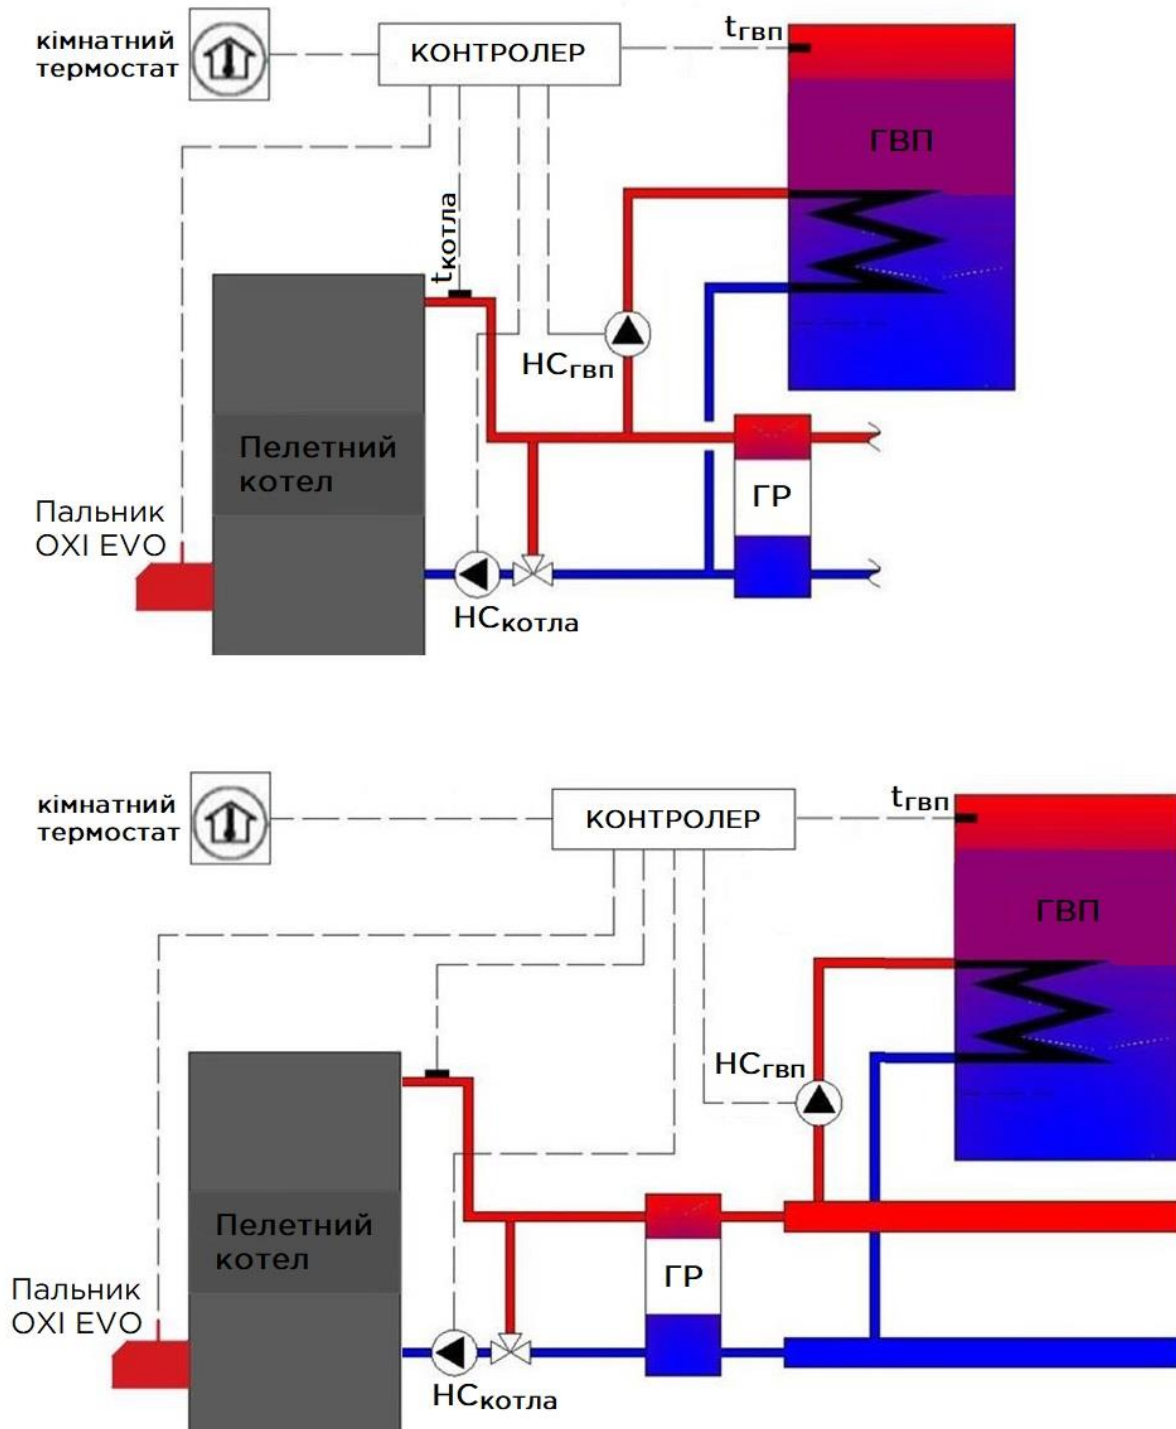 кімнатний
термостат
КОНТРОЛЕР
tгвп
ГВП
tкотла
НСгвп
Пелетний
котел
ГР
Пальник
OXI EVO
НСкотла
кімнатний
термостат
КОНТРОЛЕР
tгвп
ГВП
НСгвп
Пелетний
котел
ГР
Пальник
OXI EVO
НСкотла